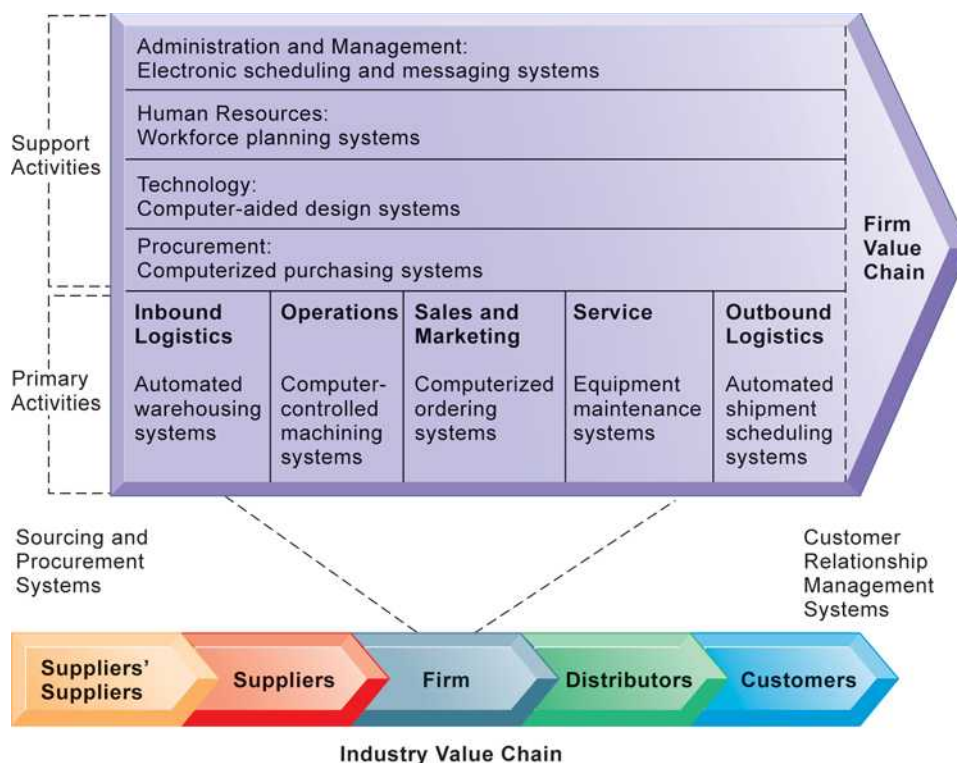 Administration and Management:
Electronic scheduling and messaging systems
Human Resources:
Workforce planning systems
Support
Activities
Technology:
Computer-aided design systems
Procurement:
Computerized purchasing systems
Firm
Value
Chain
Primary
Activities
Inbound
Logistics
Automated
warehousing
systems
Operations
Computer-
controlled
machining
systems
Sales and
Marketing
Computerized
ordering
systems
Service
Equipment
maintenance
systems
Outbound
Logistics
Automated
shipment
scheduling
systems
Sourcing and
Procurement
Systems
Customer
Relationship
Management
Systems
Suppliers'
Suppliers
Suppliers
Firm
Distributors
Customers
Industry Value Chain